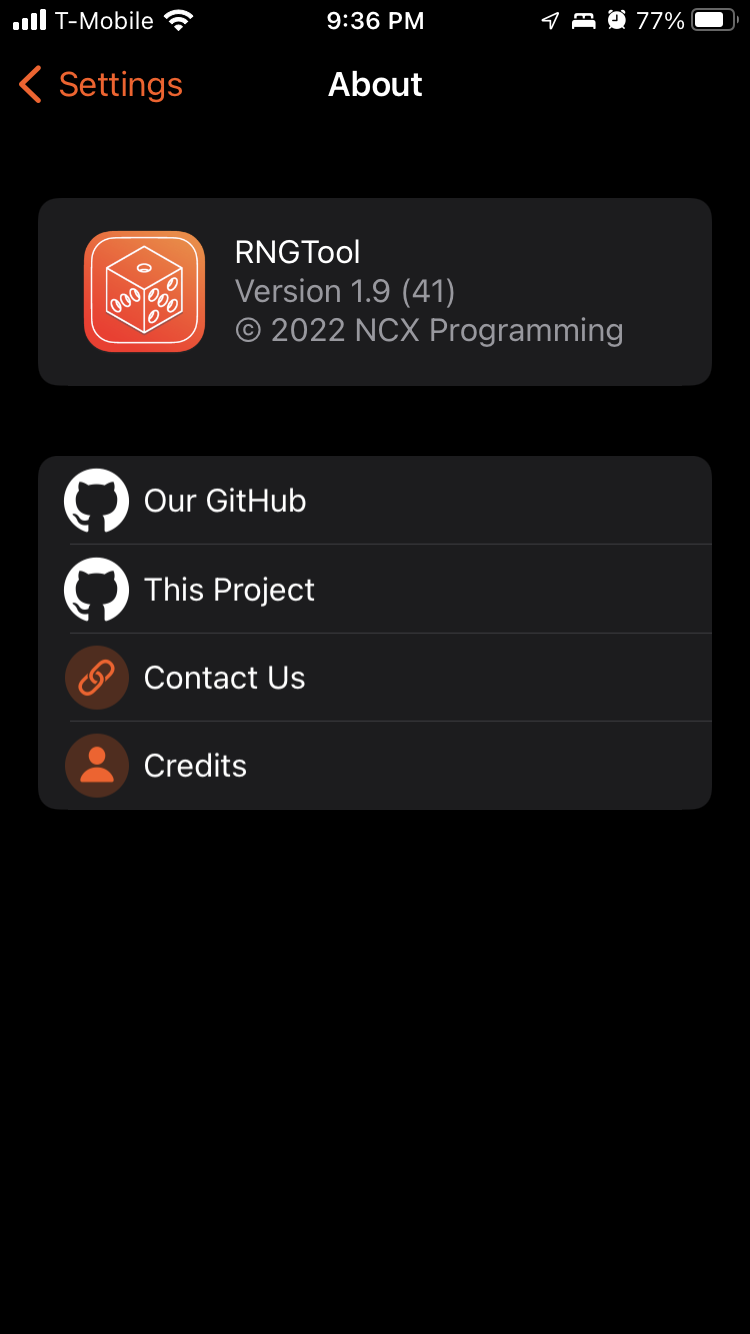 T-Mobile 9:36 PM 77%
Settings About
RNGTool
Version 1.9 (41)
© 2022 NCX Programming
Our GitHub
This Project
Contact Us
Credits